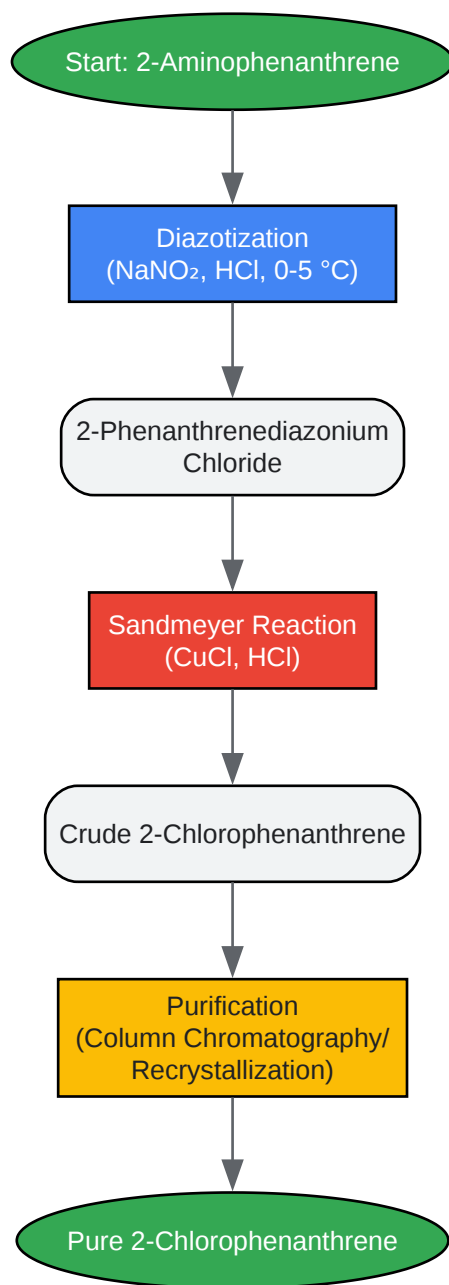 Start: 2-Aminophenanthrene
Diazotization
(NaNO₂, HCl, 0-5 °C)
2-Phenanthrenediazonium
Chloride
Sandmeyer Reaction
(CuCl, HCl)
Crude 2-Chlorophenanthrene
Purification
(Column Chromatography/
Recrystallization)
Pure 2-Chlorophenanthrene